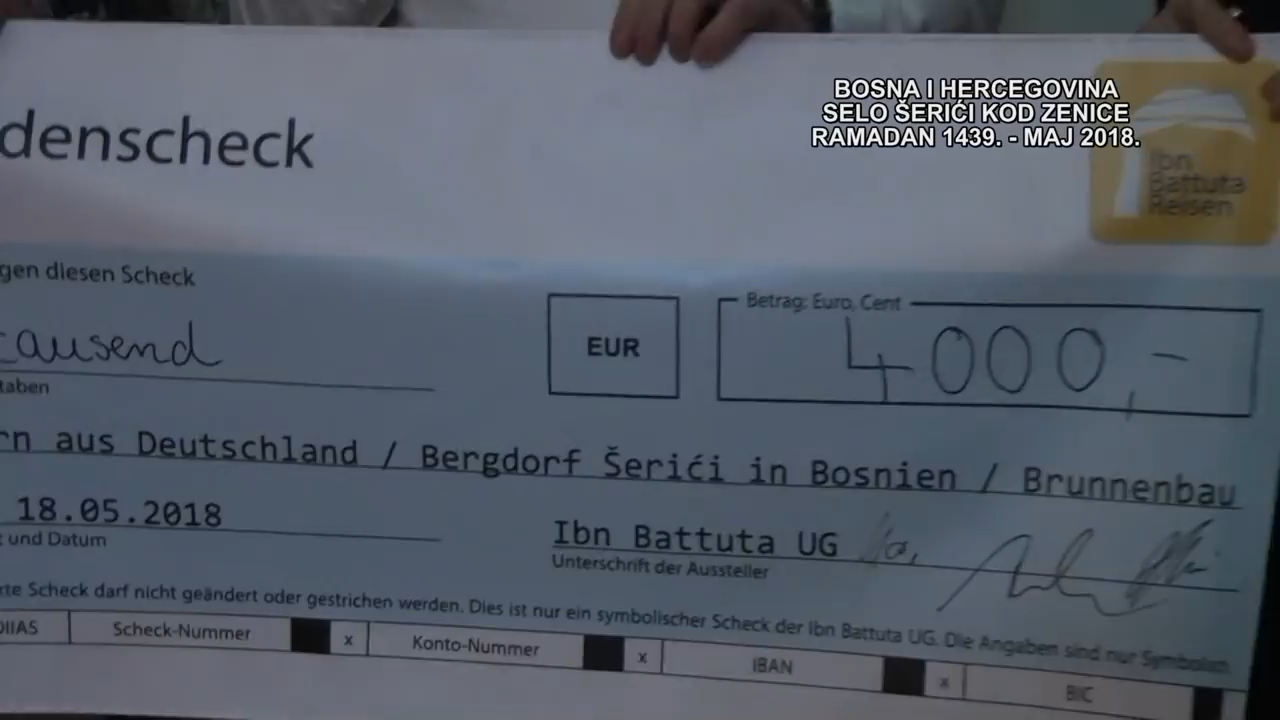 BOSNA I HERCEGOVINA
SELO ŠERIĆI KOD ZENICE
RAMADAN 1439. - MAJ 2018.
denscheck
Ibn
Battuta
Reisen
gen diesen Scheck
tausend
EUR
Betrag: Euro, Cent
4000,-
taben
rn aus Deutschland / Bergdorf Šerići in Bosnien / Brunnenbau
18.05.2018
Ibn Battuta UG
t und Datum
Unterschrift der Aussteller
rte Scheck darf nicht geändert oder gestrichen werden. Dies ist nur ein symbolischer Scheck der Ibn Battuta UG. Die Angaben sind nur Symbolisch.
Scheck-Nummer x Konto-Nummer x IBAN x BIC